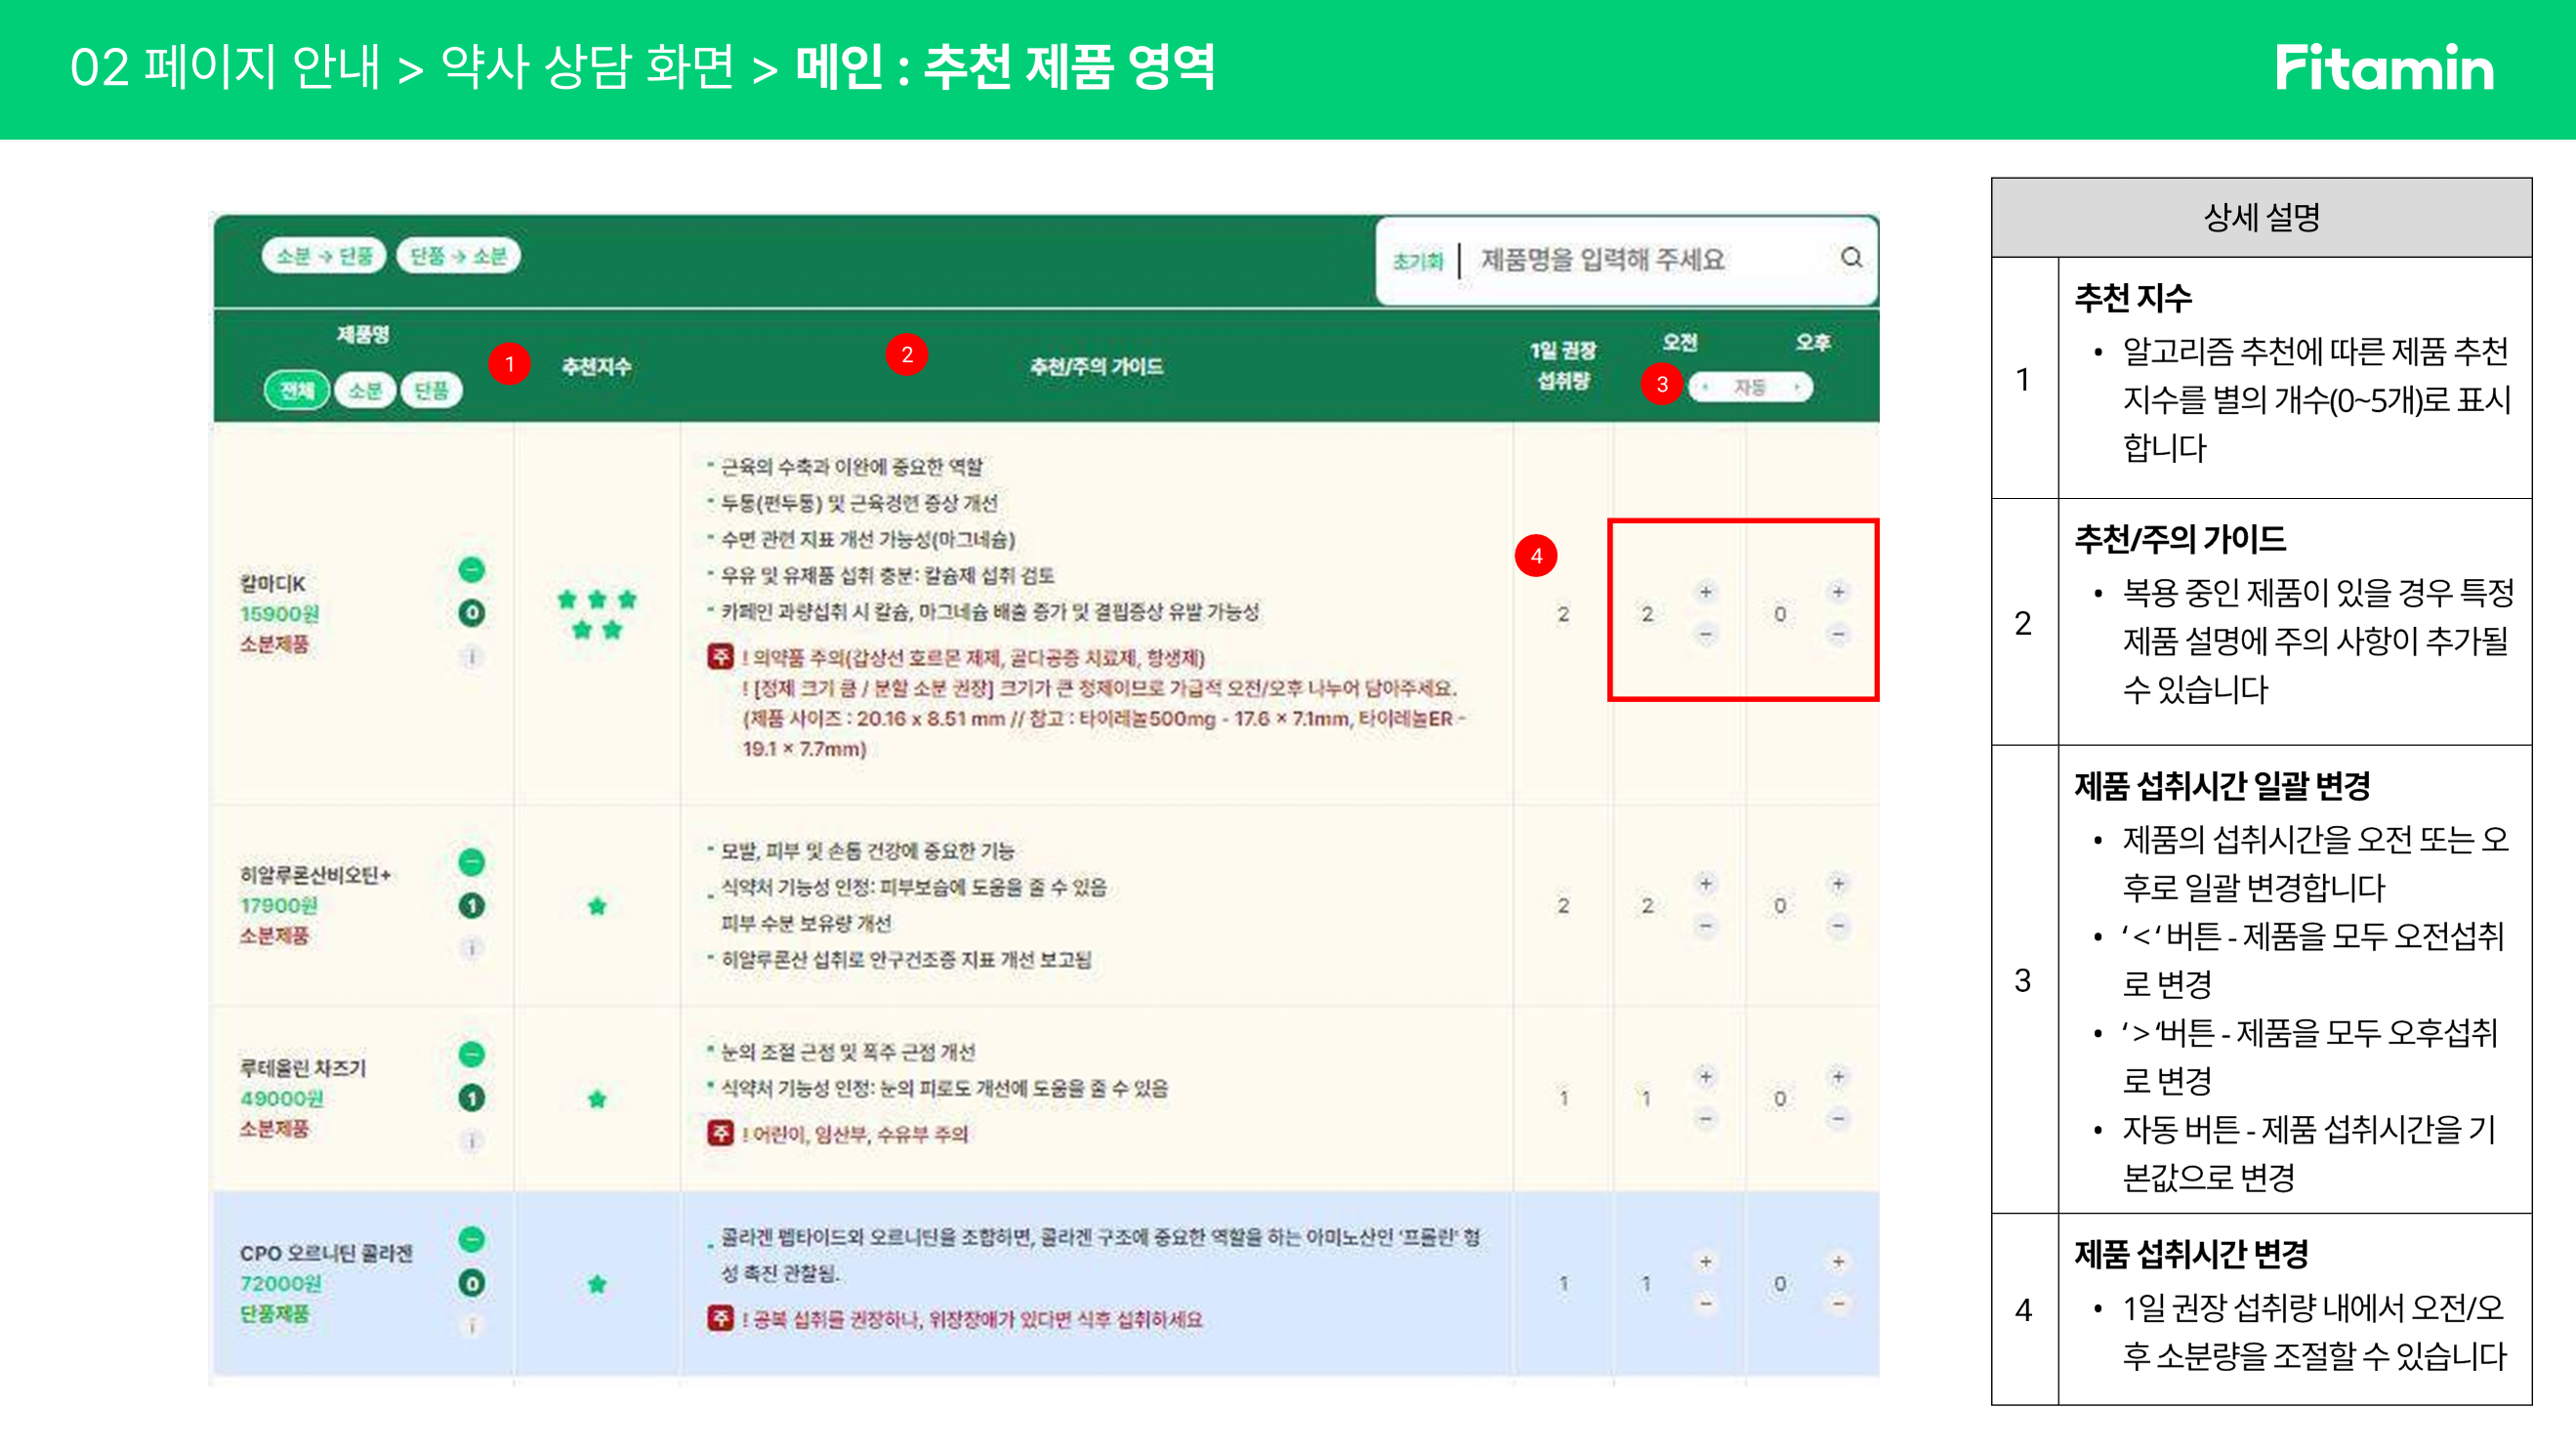 02 페이지 안내 > 약사 상담 화면 > 메인 : 추천 제품 영역
Fitamin
소분 → 단품
단품 → 소분
초기화
제품명을 입력해 주세요
제품명
전체
소분
단품
1
추천지수
2
추천/주의 가이드
1일 권장
섭취량
오전
오후
3
자동
칼마디K
15900원
소분제품
0
- 근육의 수축과 이완에 중요한 역할
- 두통(편두통) 및 근육경련 증상 개선
- 수면 관련 지표 개선 가능성(마그네슘)
- 우유 및 유제품 섭취 충분: 칼슘제 섭취 검토
- 카페인 과량섭취 시 칼슘, 마그네슘 배출 증가 및 결핍증상 유발 가능성
주 ! 의약품 주의(갑상선 호르몬 제제, 골다공증 치료제, 항생제)
! [정제 크기 큼 / 분할 소분 권장] 크기가 큰 정제이므로 가급적 오전/오후 나누어 담아주세요.
(제품 사이즈 : 20.16 x 8.51 mm // 참고 : 타이레놀500mg - 17.6 × 7.1mm, 타이레놀ER -
19.1 × 7.7mm)
4
2
2
+
−
0
+
−
히알루론산비오틴+
17900원
소분제품
1
- 모발, 피부 및 손톱 건강에 중요한 기능
- 식약처 기능성 인정: 피부보습에 도움을 줄 수 있음
피부 수분 보유량 개선
- 히알루론산 섭취로 안구건조증 지표 개선 보고됨
2
2
+
−
0
+
−
루테올린 차즈기
49000원
소분제품
1
- 눈의 조절 근점 및 폭주 근점 개선
- 식약처 기능성 인정: 눈의 피로도 개선에 도움을 줄 수 있음
주 ! 어린이, 임산부, 수유부 주의
1
1
+
−
0
+
−
CPO 오르니틴 콜라겐
72000원
단품제품
0
- 콜라겐 펩타이드와 오르니틴을 조합하면, 콜라겐 구조에 중요한 역할을 하는 아미노산인 '프롤린' 형
성 촉진 관찰됨.
주 ! 공복 섭취를 권장하나, 위장장애가 있다면 식후 섭취하세요
1
1
+
−
0
+
−
상세 설명
1
추천 지수
• 알고리즘 추천에 따른 제품 추천
지수를 별의 개수(0~5개)로 표시
합니다
2
추천/주의 가이드
• 복용 중인 제품이 있을 경우 특정
제품 설명에 주의 사항이 추가될
수 있습니다
3
제품 섭취시간 일괄 변경
• 제품의 섭취시간을 오전 또는 오
후로 일괄 변경합니다
• ‘ < ‘ 버튼 - 제품을 모두 오전섭취
로 변경
• ‘ > ‘버튼 - 제품을 모두 오후섭취
로 변경
• 자동 버튼 - 제품 섭취시간을 기
본값으로 변경
4
제품 섭취시간 변경
• 1일 권장 섭취량 내에서 오전/오
후 소분량을 조절할 수 있습니다